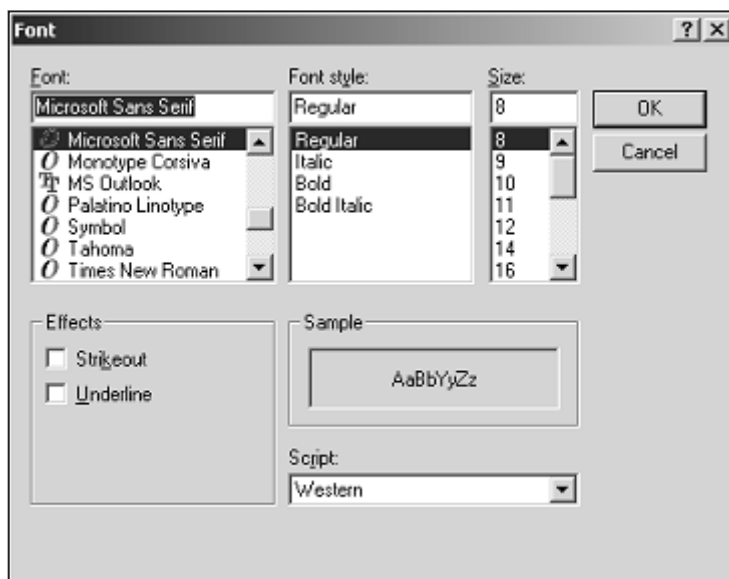 Font
Font: Font style: Size:
Microsoft Sans Serif Regular 8
Microsoft Sans Serif Regular 8
Monotype Corsiva Italic 9
MS Outlook Bold 10
Palatino Linotype Bold Italic 11
Symbol 12
Tahoma 14
Times New Roman 16
OK
Cancel
Effects
Strikeout
Underline
Sample
AaBbYyZz
Script:
Western